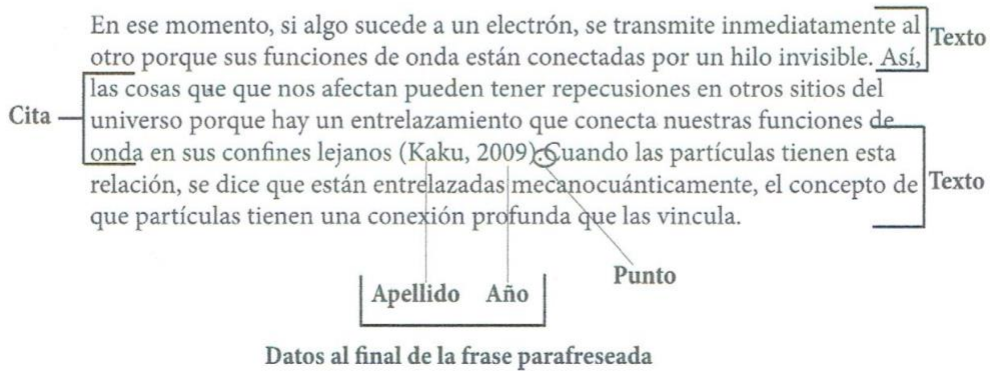 En ese momento, si algo sucede a un electrón, se transmite inmediatamente al
Texto
otro porque sus funciones de onda están conectadas por un hilo invisible. Así,
las cosas que que nos afectan pueden tener repecusiones en otros sitios del
Cita
universo porque hay un entrelazamiento que conecta nuestras funciones de
onda en sus confines lejanos (Kaku, 2009). Cuando las partículas tienen esta
relación, se dice que están entrelazadas mecanocuánticamente, el concepto de
Texto
que partículas tienen una conexión profunda que las vincula.
Punto
Apellido Año
Datos al final de la frase parafreseada